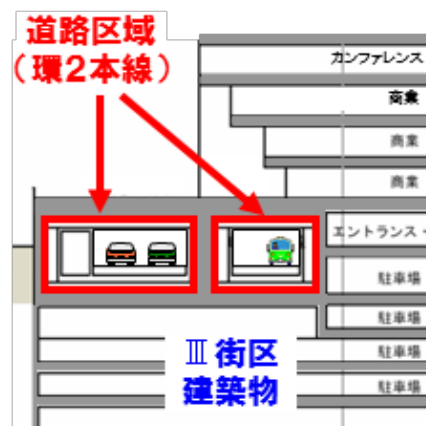 道路区域
（環2本線）
カンファレンス
商業
商業
商業
エントランス・
駐車場
駐車場
駐車場
駐車場
Ⅲ街区
建築物